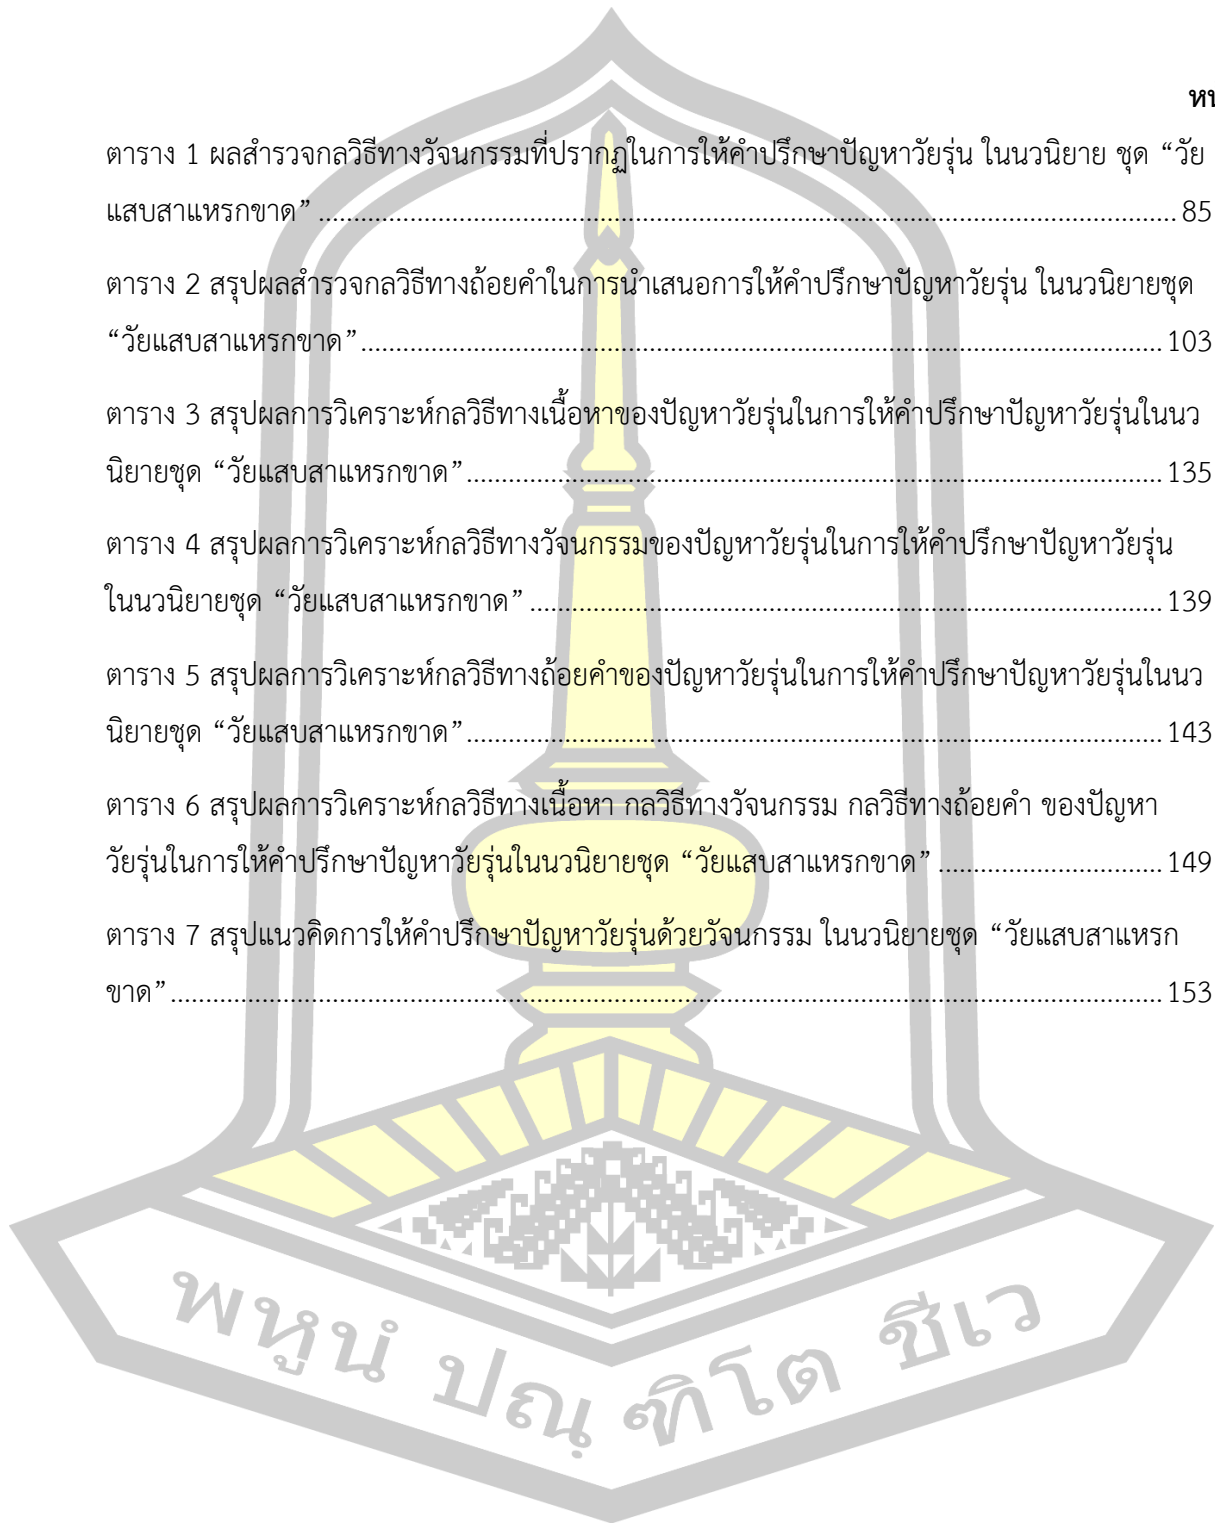 ตาราง 1 ผลสำรวจกลวิธีทางวัจนกรรมที่ปรากฏในการให้คำปรึกษาปัญหาวัยรุ่น ในนวนิยาย ชุด “วัย
แสบสาแหรกขาด” ........................................................................................................................ 85
ตาราง 2 สรุปผลสำรวจกลวิธีทางถ้อยคำในการนำเสนอการให้คำปรึกษาปัญหาวัยรุ่น ในนวนิยายชุด
“วัยแสบสาแหรกขาด” ................................................................................................................ 103
ตาราง 3 สรุปผลการวิเคราะห์กลวิธีทางเนื้อหาของปัญหาวัยรุ่นในการให้คำปรึกษาปัญหาวัยรุ่นในนว
นิยายชุด “วัยแสบสาแหรกขาด” .................................................................................................. 135
ตาราง 4 สรุปผลการวิเคราะห์กลวิธีทางวัจนกรรมของปัญหาวัยรุ่นในการให้คำปรึกษาปัญหาวัยรุ่น
ในนวนิยายชุด “วัยแสบสาแหรกขาด” ......................................................................................... 139
ตาราง 5 สรุปผลการวิเคราะห์กลวิธีทางถ้อยคำของปัญหาวัยรุ่นในการให้คำปรึกษาปัญหาวัยรุ่นในนว
นิยายชุด “วัยแสบสาแหรกขาด” .................................................................................................. 143
ตาราง 6 สรุปผลการวิเคราะห์กลวิธีทางเนื้อหา กลวิธีทางวัจนกรรม กลวิธีทางถ้อยคำ ของปัญหา
วัยรุ่นในการให้คำปรึกษาปัญหาวัยรุ่นในนวนิยายชุด “วัยแสบสาแหรกขาด” ................................ 149
ตาราง 7 สรุปแนวคิดการให้คำปรึกษาปัญหาวัยรุ่นด้วยวัจนกรรม ในนวนิยายชุด “วัยแสบสาแหรก
ขาด” ........................................................................................................................................... 153
พหูนํ ปณฺฑิโต ชีเว